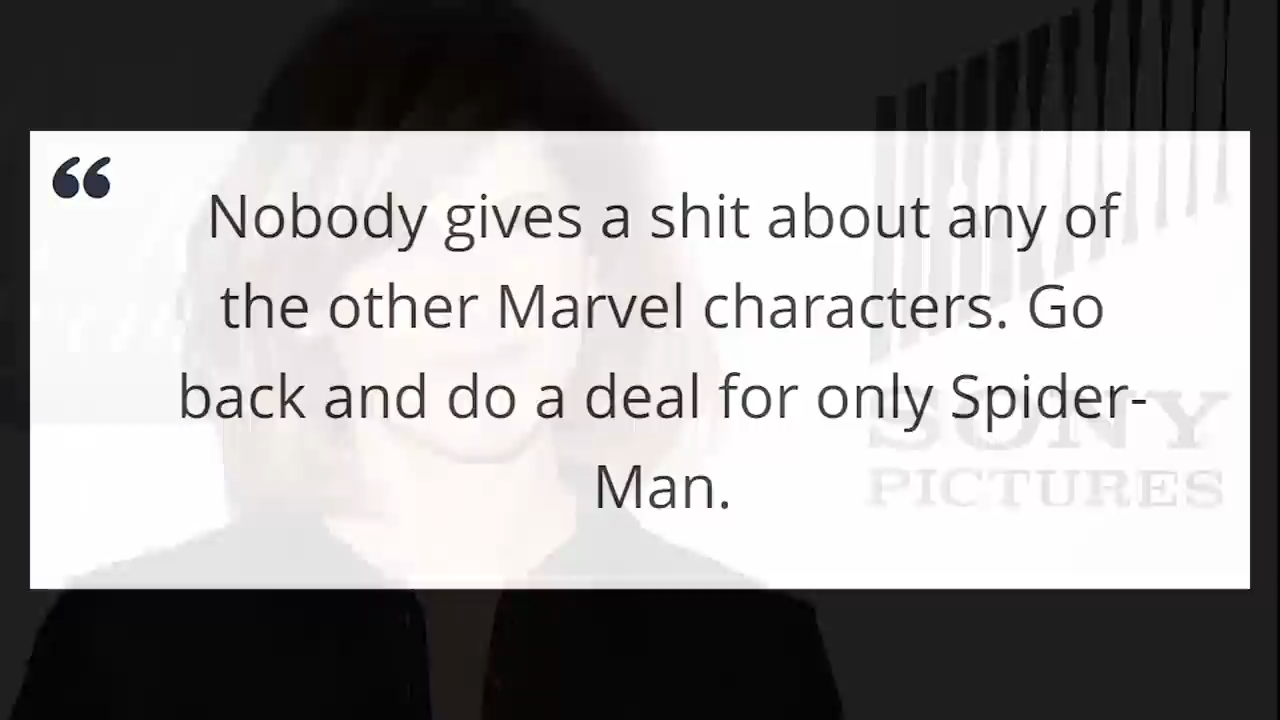 “
Nobody gives a shit about any of
the other Marvel characters. Go
back and do a deal for only Spider-
Man.
SONY
PICTURES